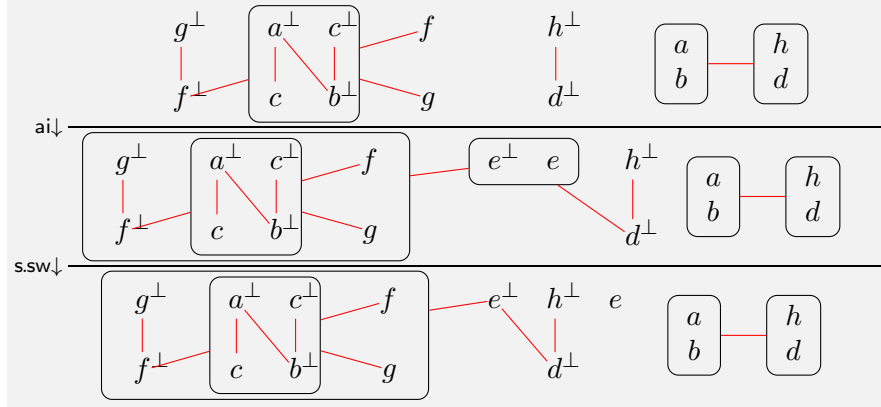 g⊥ a⊥ c⊥ f h⊥ a h
f⊥ c b⊥ g d⊥ b d
ai↓
g⊥ a⊥ c⊥ f e⊥ e h⊥ a h
f⊥ c b⊥ g d⊥ b d
s.sw↓
g⊥ a⊥ c⊥ f e⊥ h⊥ e a h
f⊥ c b⊥ g d⊥ b d